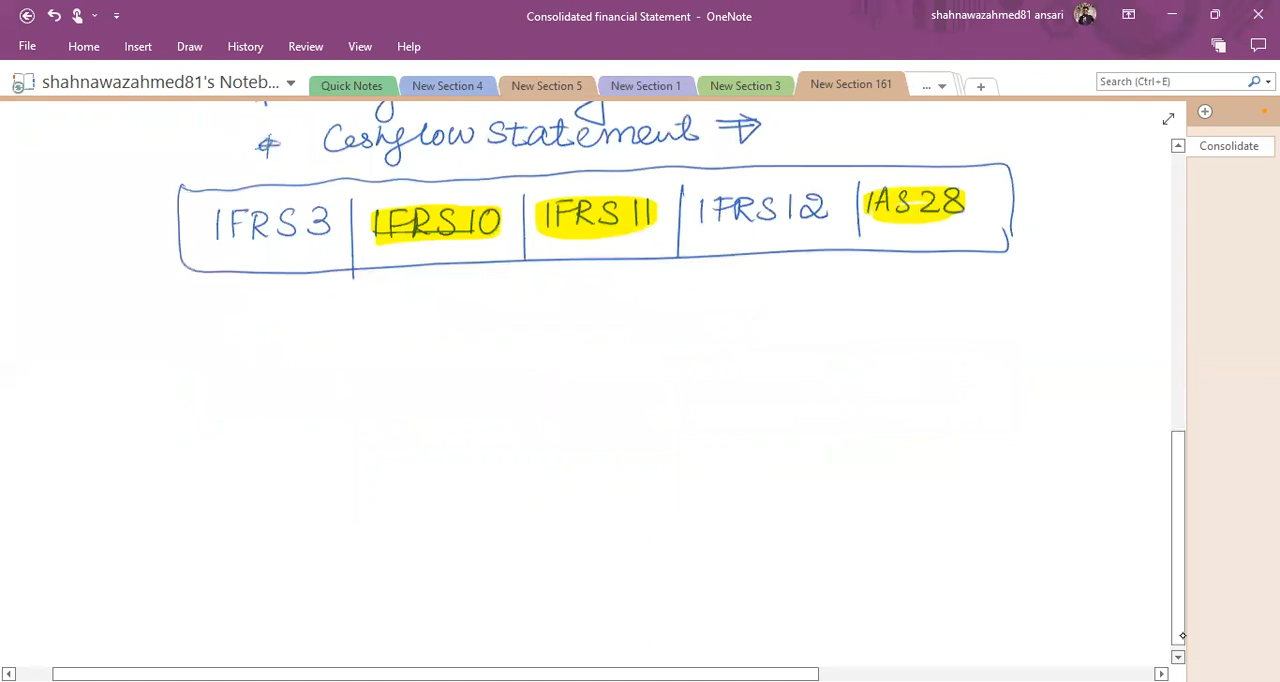 Consolidated financial Statement - OneNote
shahnawazahmed81 ansari
File Home Insert Draw History Review View Help
shahnawazahmed81's Noteb... Quick Notes New Section 4 New Section 5 New Section 1 New Section 3 New Section 161 ... + Search (Ctrl+E)
* Cashflow Statement ⇒
Consolidate
IFRS 3 | IFRS 10 | IFRS 11 | IFRS 12 | IAS 28